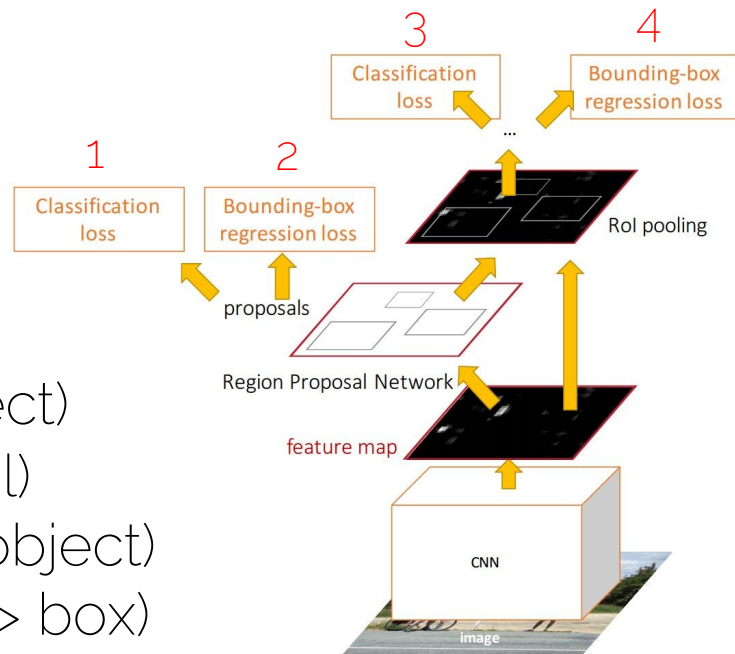 3
4
Classification
loss
Bounding-box
regression loss
...
1
2
Classification
loss
Bounding-box
regression loss
RoI pooling
proposals
Region Proposal Network
feature map
ect)
l)
object)
> box)
CNN
image